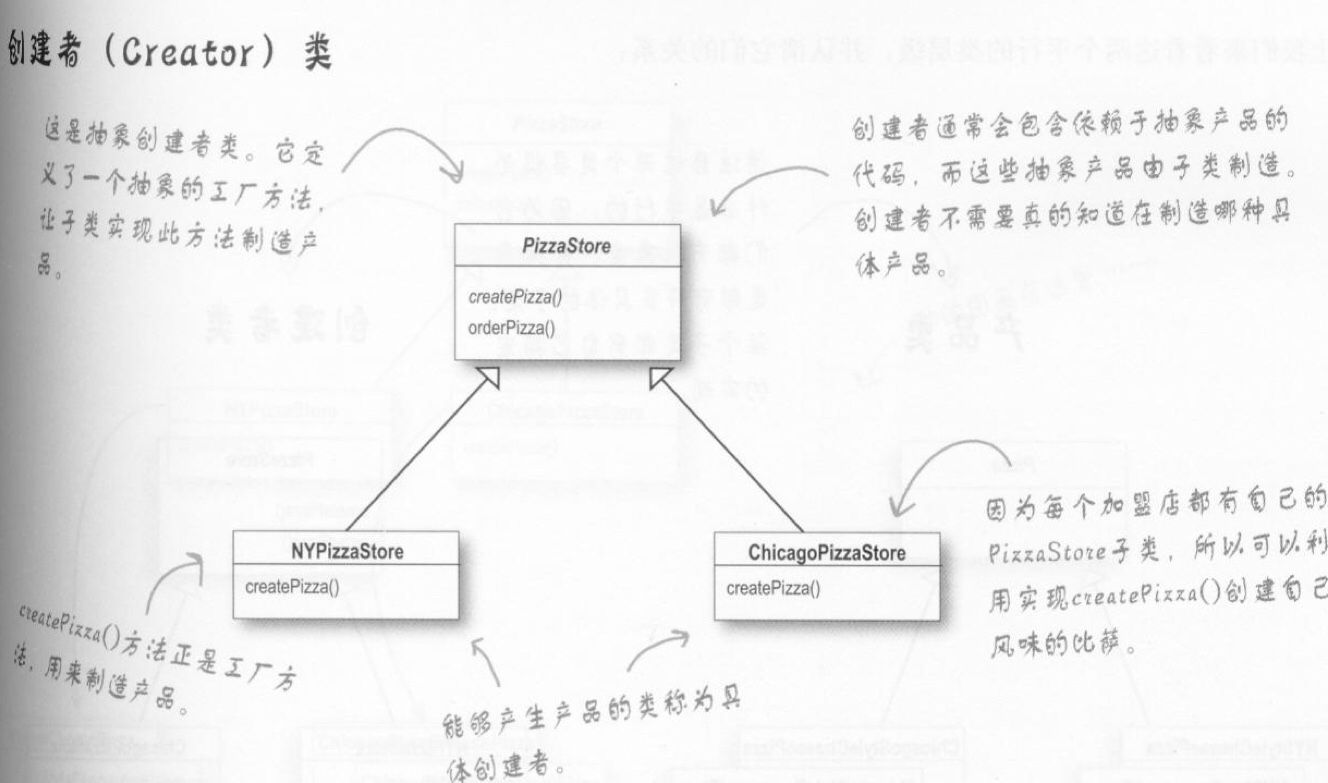 创建者（Creator）类
这是抽象创建者类。它定
义了一个抽象的工厂方法，
让子类实现此方法制造产
品。
创建者通常会包含依赖于抽象产品的
代码，而这些抽象产品由子类制造。
创建者不需要真的知道在制造哪种具
体产品。
PizzaStore
createPizza()
orderPizza()
NYPizzaStore
createPizza()
ChicagoPizzaStore
createPizza()
因为每个加盟店都有自己的
PizzaStore子类，所以可以利
用实现createPizza()创建自己
风味的比萨。
createPizza()方法正是工厂方
法，用来制造产品。
能够产生产品的类称为具
体创建者。